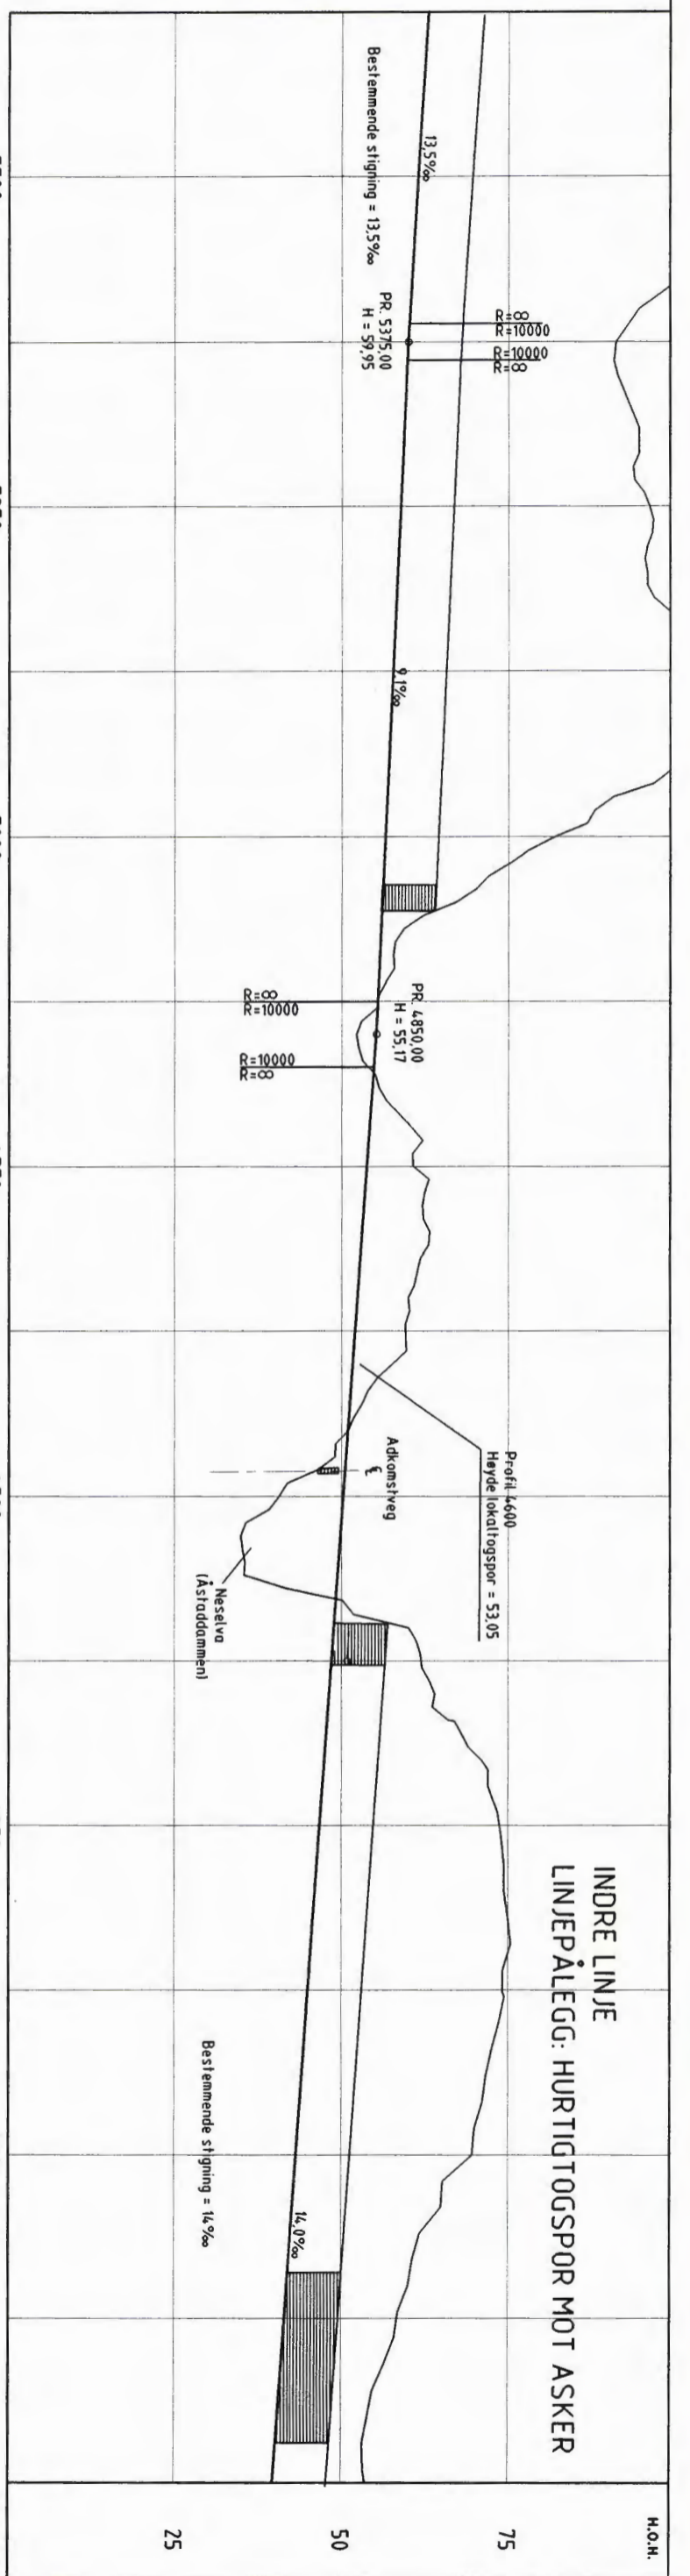 H.O.H.
INDRE LINJE
LINJEPÅLEGG: HURTIGTOGSPOR MOT ASKER
75
50
25
Bestemmende stigning = 13,5‰
13,5‰
PR. 5375,00
H = 59,95
R=∞
R=10000
R=10000
R=∞
9,1‰
PR. 4850,00
H = 55,17
R=∞
R=10000
R=10000
R=∞
Profil 4600
Høyde lokaltogspor = 53,05
Adkomstveg
℄
Neselva
(Åstaddammen)
14,0‰
Bestemmende stigning = 14‰